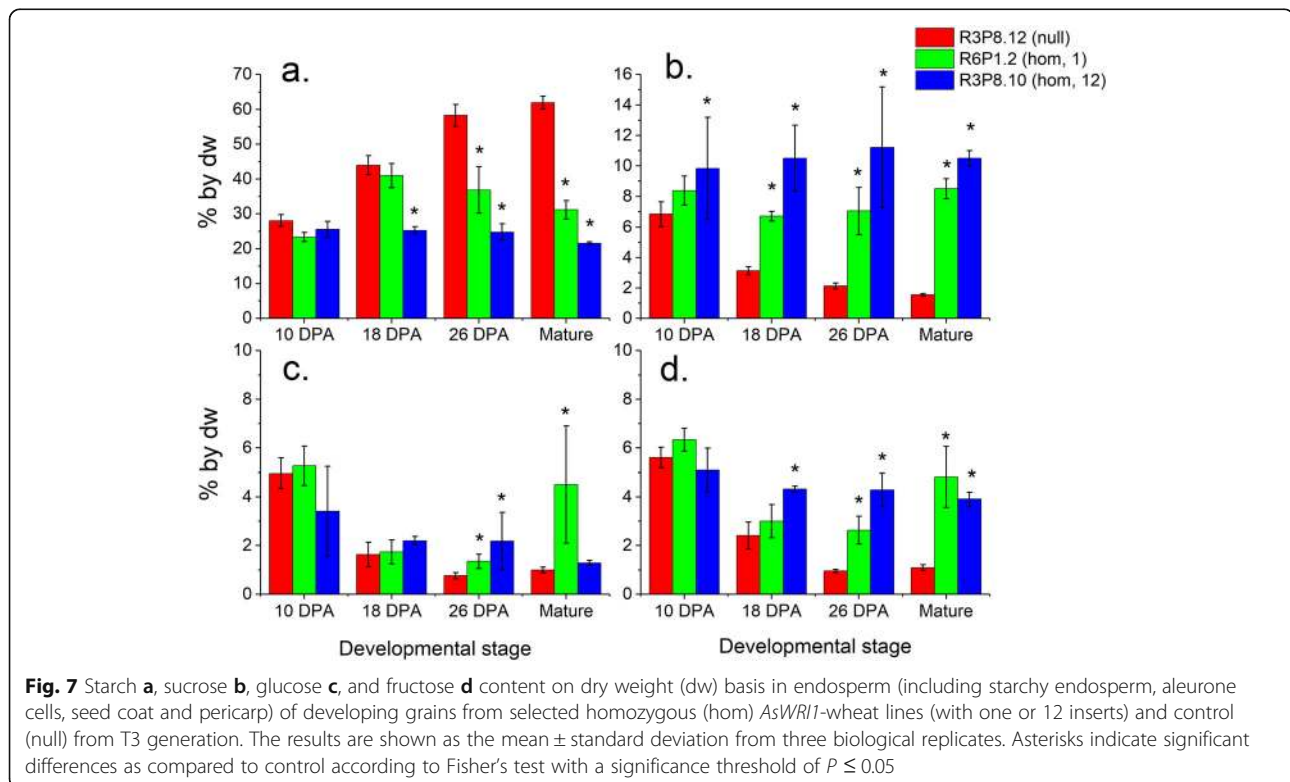 R3P8.12 (null)
R6P1.2 (hom, 1)
R3P8.10 (hom, 12)
a.
% by dw
70
60
50
40
30
20
10
0
* * * * *
10 DPA 18 DPA 26 DPA Mature
b.
16
14
12
10
8
6
4
2
0
* * * * * * *
10 DPA 18 DPA 26 DPA Mature
c.
% by dw
10
8
6
4
2
0
* * *
10 DPA 18 DPA 26 DPA Mature
Developmental stage
d.
10
8
6
4
2
0
* * * * *
10 DPA 18 DPA 26 DPA Mature
Developmental stage
Fig. 7 Starch a, sucrose b, glucose c, and fructose d content on dry weight (dw) basis in endosperm (including starchy endosperm, aleurone
cells, seed coat and pericarp) of developing grains from selected homozygous (hom) AsWRI1-wheat lines (with one or 12 inserts) and control
(null) from T3 generation. The results are shown as the mean ± standard deviation from three biological replicates. Asterisks indicate significant
differences as compared to control according to Fisher's test with a significance threshold of P ≤ 0.05